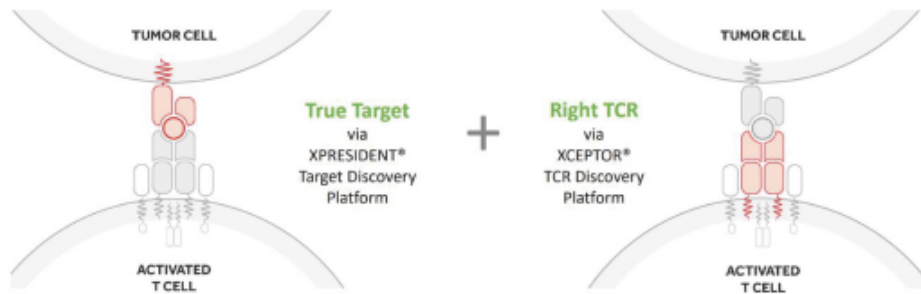 TUMOR CELL
True Target
via
XPRESIDENT®
Target Discovery
Platform
ACTIVATED
T CELL
+
Right TCR
via
XCEPTOR®
TCR Discovery
Platform
TUMOR CELL
ACTIVATED
T CELL